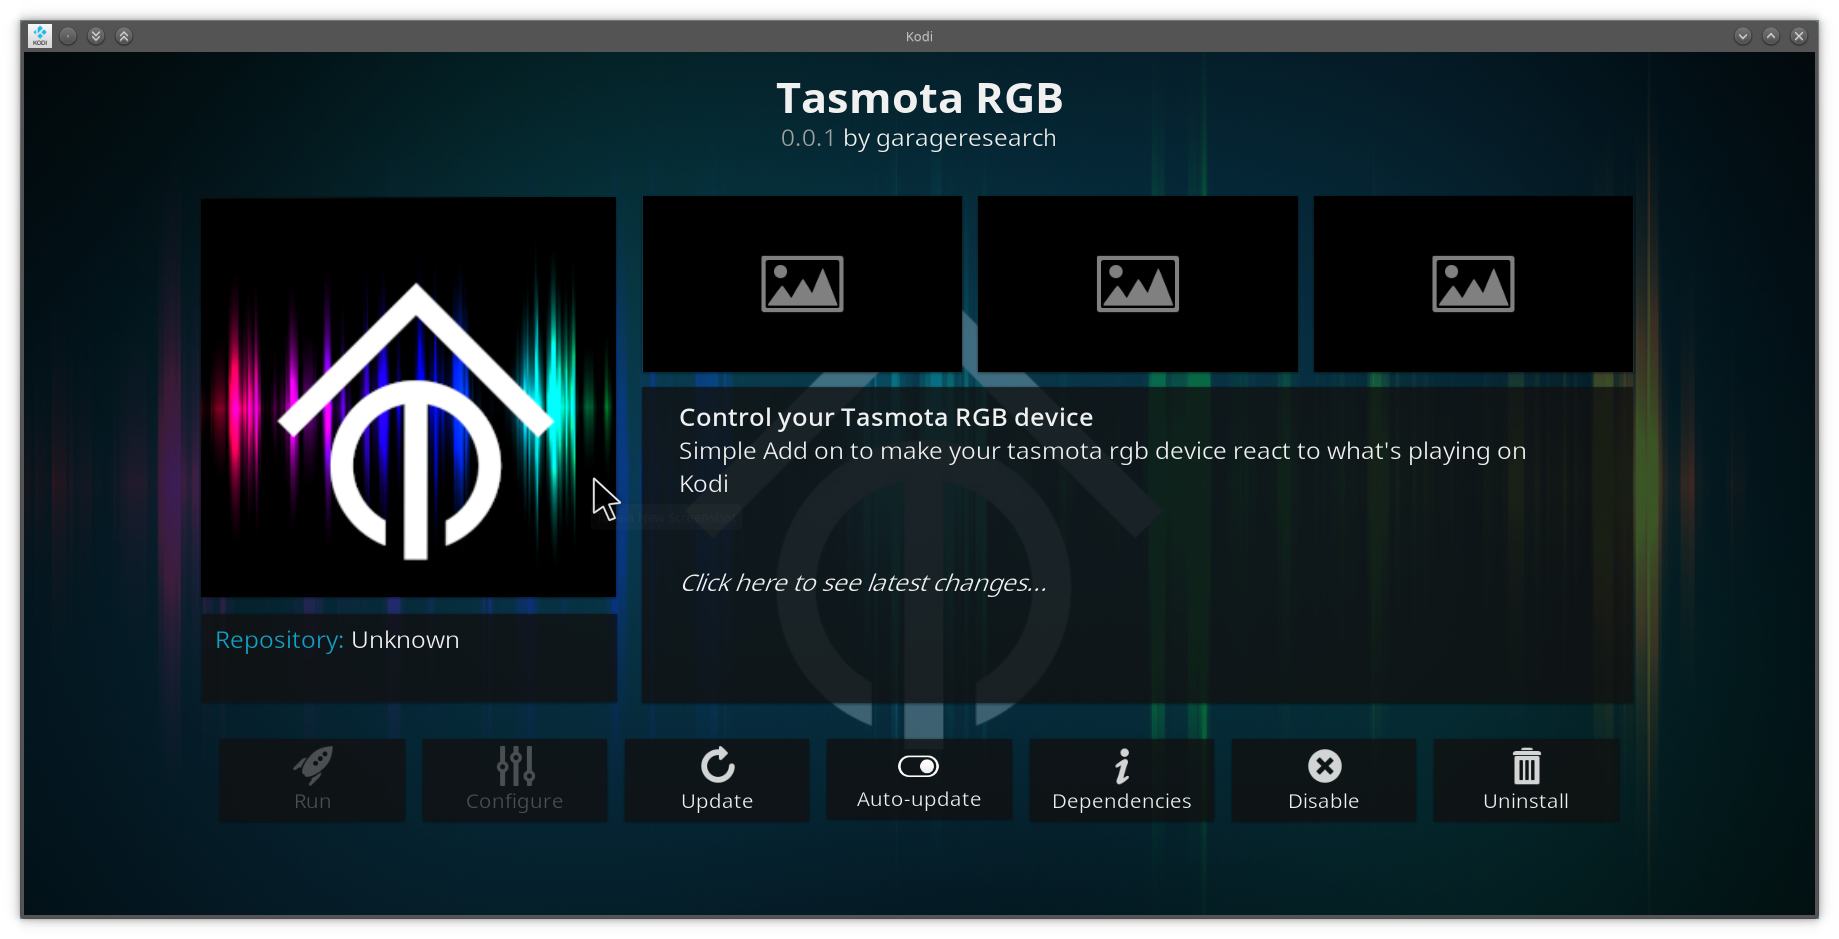 KODI
Kodi
Tasmota RGB
0.0.1 by garageresearch
Control your Tasmota RGB device
Simple Add on to make your tasmota rgb device react to what's playing on
Kodi
Click here to see latest changes...
Repository: Unknown
Run
Configure
Update
Auto-update
Dependencies
Disable
Uninstall